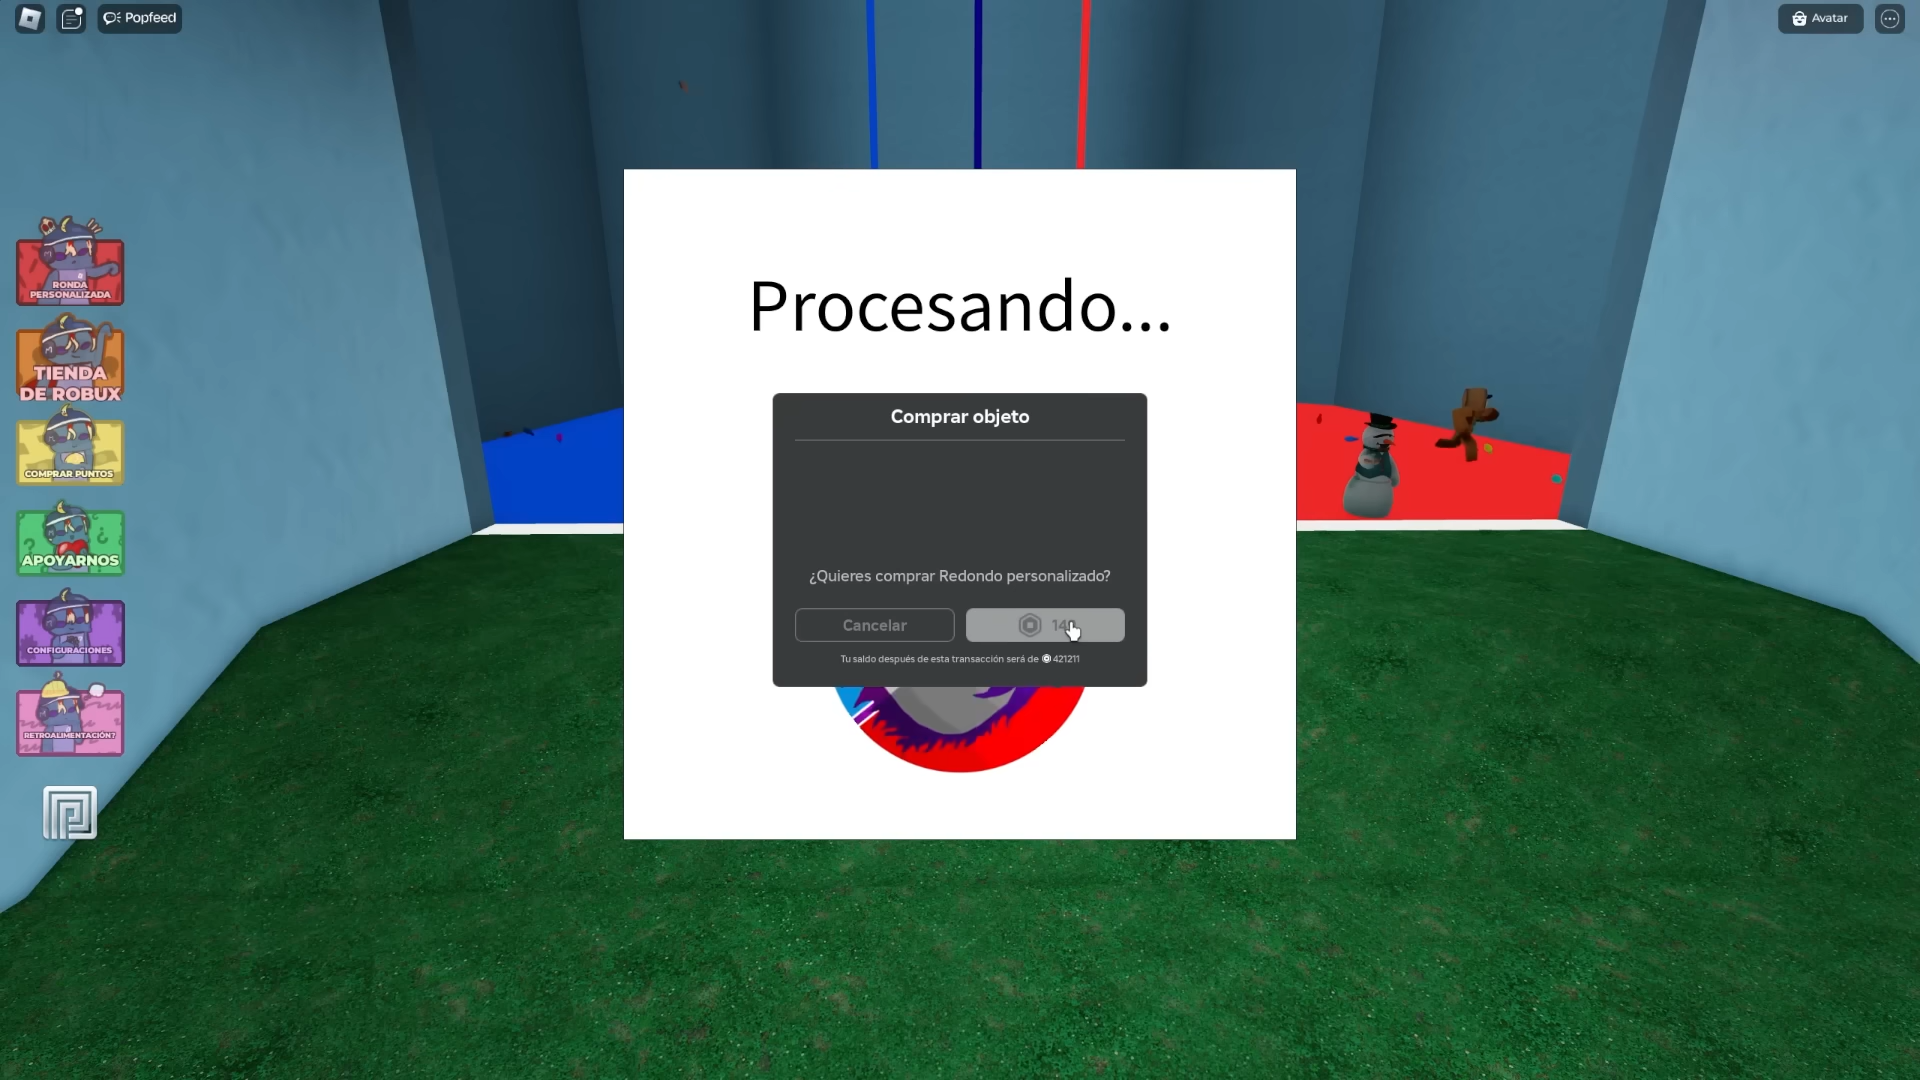 Popfeed
Avatar
RONDA
PERSONALIZADA
TIENDA
DE ROBUX
COMPRAR PUNTOS
APOYARNOS
CONFIGURACIONES
RETROALIMENTACIÓN?
Procesando...
Comprar objeto
¿Quieres comprar Redondo personalizado?
Cancelar
Tu saldo después de esta transacción será de 421211